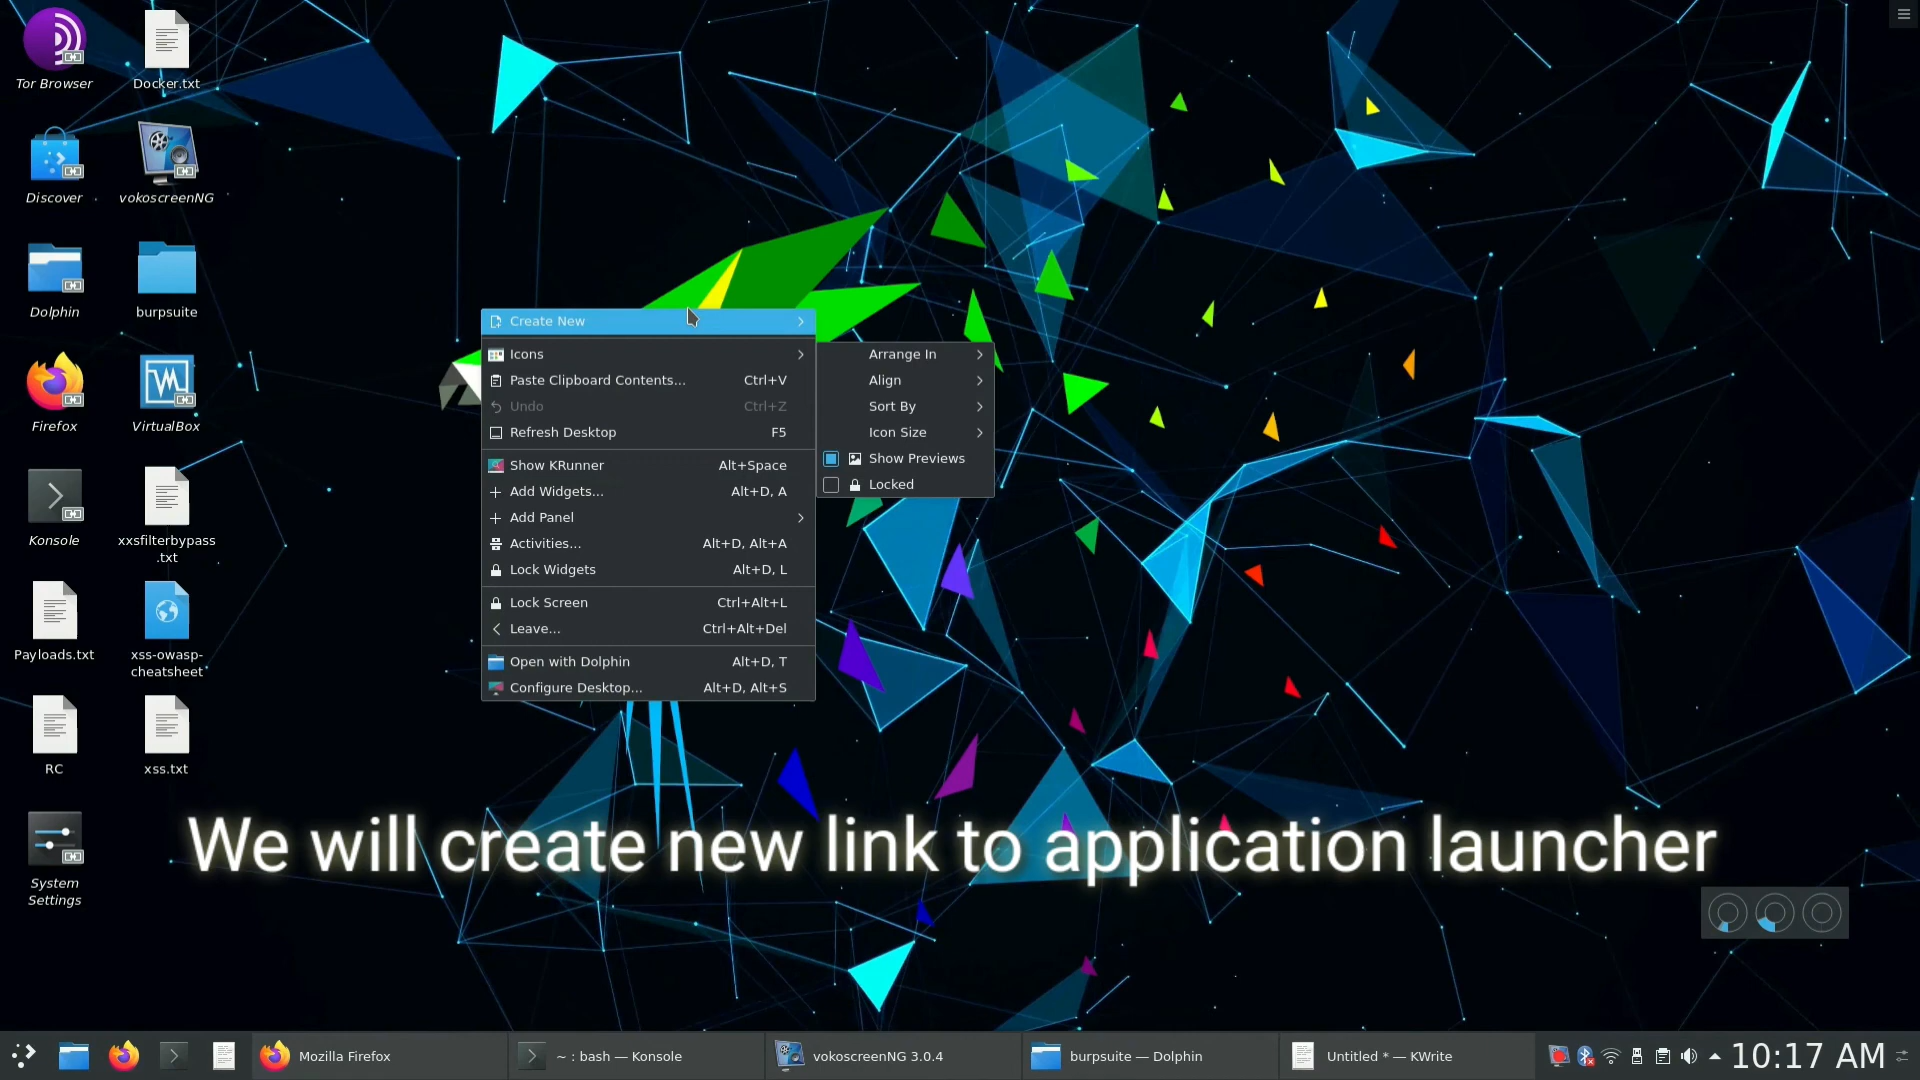 Tor Browser
Docker.txt
Discover
vokoscreenNG
Dolphin
burpsuite
Firefox
VirtualBox
Konsole
xxsfilterbypass
.txt
Payloads.txt
xss-owasp-
cheatsheet
RC
xss.txt
System
Settings
Create New
Icons
Paste Clipboard Contents... Ctrl+V
Undo Ctrl+Z
Refresh Desktop F5
Show KRunner Alt+Space
Add Widgets... Alt+D, A
Add Panel
Activities... Alt+D, Alt+A
Lock Widgets Alt+D, L
Lock Screen Ctrl+Alt+L
Leave... Ctrl+Alt+Del
Open with Dolphin Alt+D, T
Configure Desktop... Alt+D, Alt+S
Arrange In
Align
Sort By
Icon Size
Show Previews
Locked
We will create new link to application launcher
Mozilla Firefox
~ : bash — Konsole
vokoscreenNG 3.0.4
burpsuite — Dolphin
Untitled * — KWrite
10:17 AM